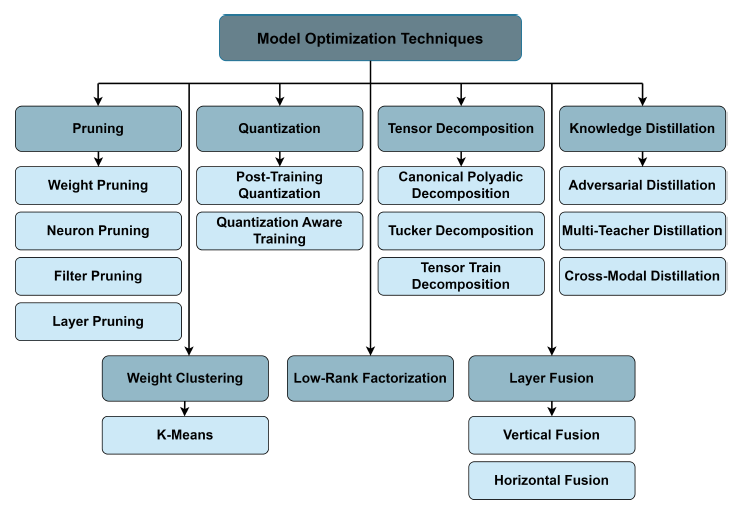 Model Optimization Techniques
Pruning
Quantization
Tensor Decomposition
Knowledge Distillation
Weight Pruning
Neuron Pruning
Filter Pruning
Layer Pruning
Post-Training
Quantization
Quantization Aware
Training
Canonical Polyadic
Decomposition
Tucker Decomposition
Tensor Train
Decomposition
Adversarial Distillation
Multi-Teacher Distillation
Cross-Modal Distillation
Weight Clustering
Low-Rank Factorization
Layer Fusion
K-Means
Vertical Fusion
Horizontal Fusion